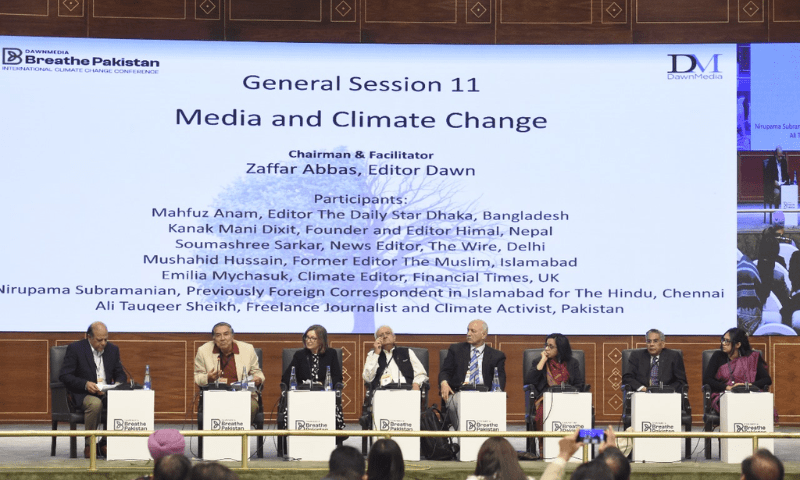 DAWNMEDIA
Breathe Pakistan
INTERNATIONAL CLIMATE CHANGE CONFERENCE
DM
DawnMedia
General Session 11
Media and Climate Change
Chairman & Facilitator
Zaffar Abbas, Editor Dawn
Participants:
Mahfuz Anam, Editor The Daily Star Dhaka, Bangladesh
Kanak Mani Dixit, Founder and Editor Himal, Nepal
Soumashree Sarkar, News Editor, The Wire, Delhi
Mushahid Hussain, Former Editor The Muslim, Islamabad
Emilia Mychasuk, Climate Editor, Financial Times, UK
Nirupama Subramanian, Previously Foreign Correspondent in Islamabad for The Hindu, Chennai
Ali Tauqeer Sheikh, Freelance Journalist and Climate Activist, Pakistan
Nirupama Subra
Ali Te
Breathe Pakistan
Breathe Pakistan
Breathe Pakistan
Breathe Pakistan
Breathe Pakistan
Breathe Pakistan
Breathe Pakistan
Breathe Pakistan